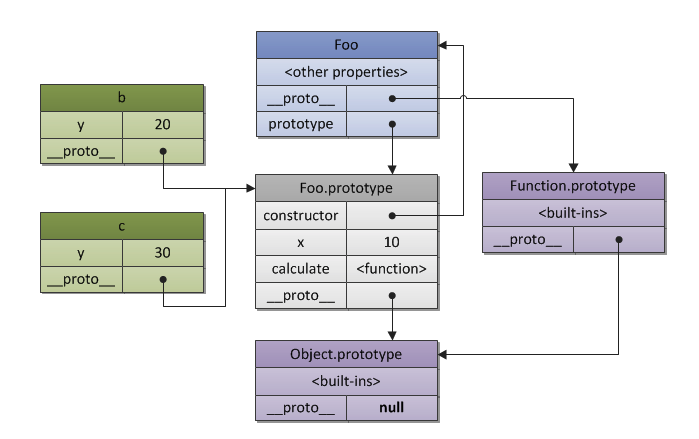 b
y 20
__proto__
c
y 30
__proto__
Foo
<other properties>
__proto__
prototype
Foo.prototype
constructor
x 10
calculate <function>
__proto__
Object.prototype
<built-ins>
__proto__ null
Function.prototype
<built-ins>
__proto__